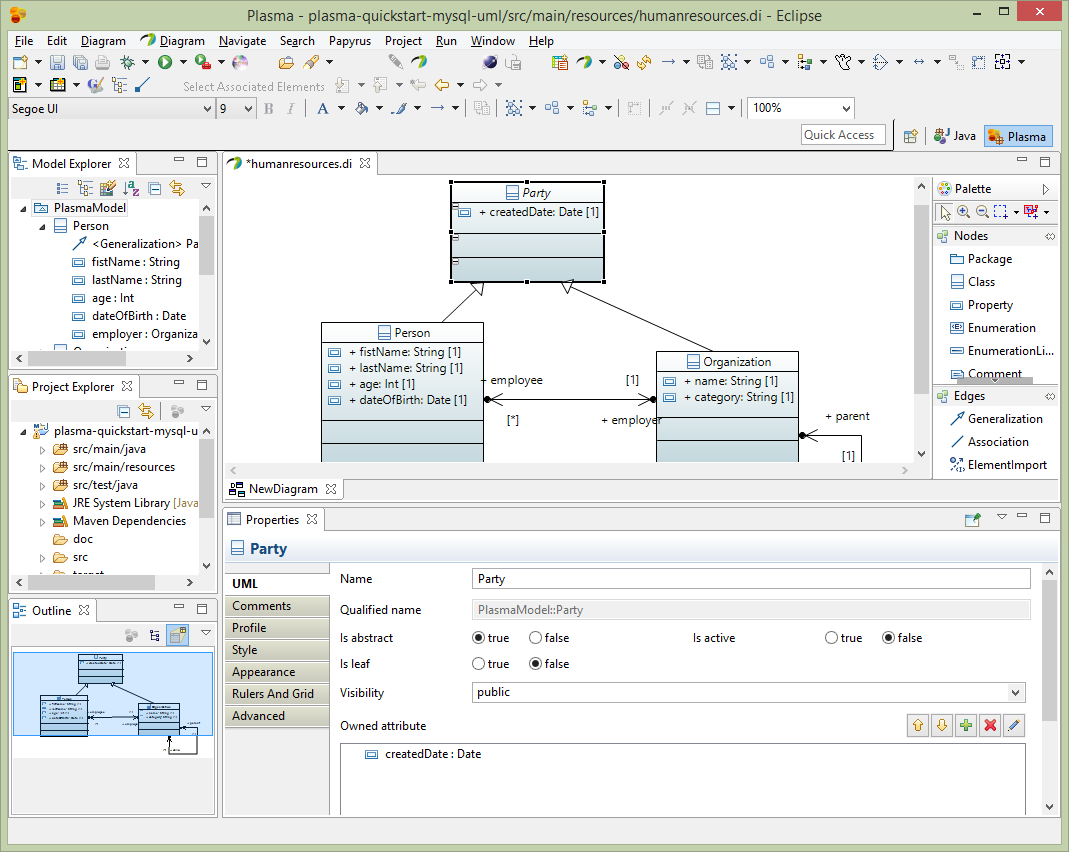 Plasma - plasma-quickstart-mysql-uml/src/main/resources/humanresources.di - Eclipse
File Edit Diagram Diagram Navigate Search Papyrus Project Run Window Help
Select Associated Elements
Segoe UI 9 B I A 100%
Quick Access Java Plasma
Model Explorer
PlasmaModel
Person
<Generalization> Pa
fistName : String
lastName : String
age : Int
dateOfBirth : Date
employer : Organiza
Project Explorer
plasma-quickstart-mysql-u
src/main/java
src/main/resources
src/test/java
JRE System Library [Java
Maven Dependencies
doc
src
target
Outline
*humanresources.di
Party
+ createdDate: Date [1]
Person
+ fistName: String [1]
+ lastName: String [1]
+ age: Int [1]
+ dateOfBirth: Date [1]
+ employee [1]
[*] + employer
Organization
+ name: String [1]
+ category: String [1]
+ parent
[1]
NewDiagram
Palette
Nodes
Package
Class
Property
Enumeration
EnumerationLi...
Comment
Edges
Generalization
Association
ElementImport
Properties
Party
UML
Comments
Profile
Style
Appearance
Rulers And Grid
Advanced
Name Party
Qualified name PlasmaModel::Party
Is abstract true false Is active true false
Is leaf true false
Visibility public
Owned attribute
createdDate : Date